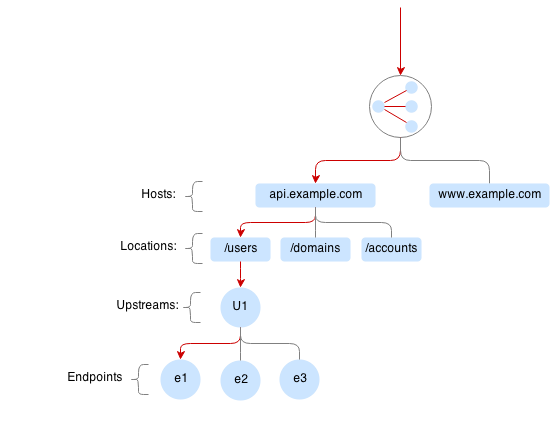 Hosts:
api.example.com
www.example.com
Locations:
/users
/domains
/accounts
Upstreams:
U1
Endpoints
e1
e2
e3